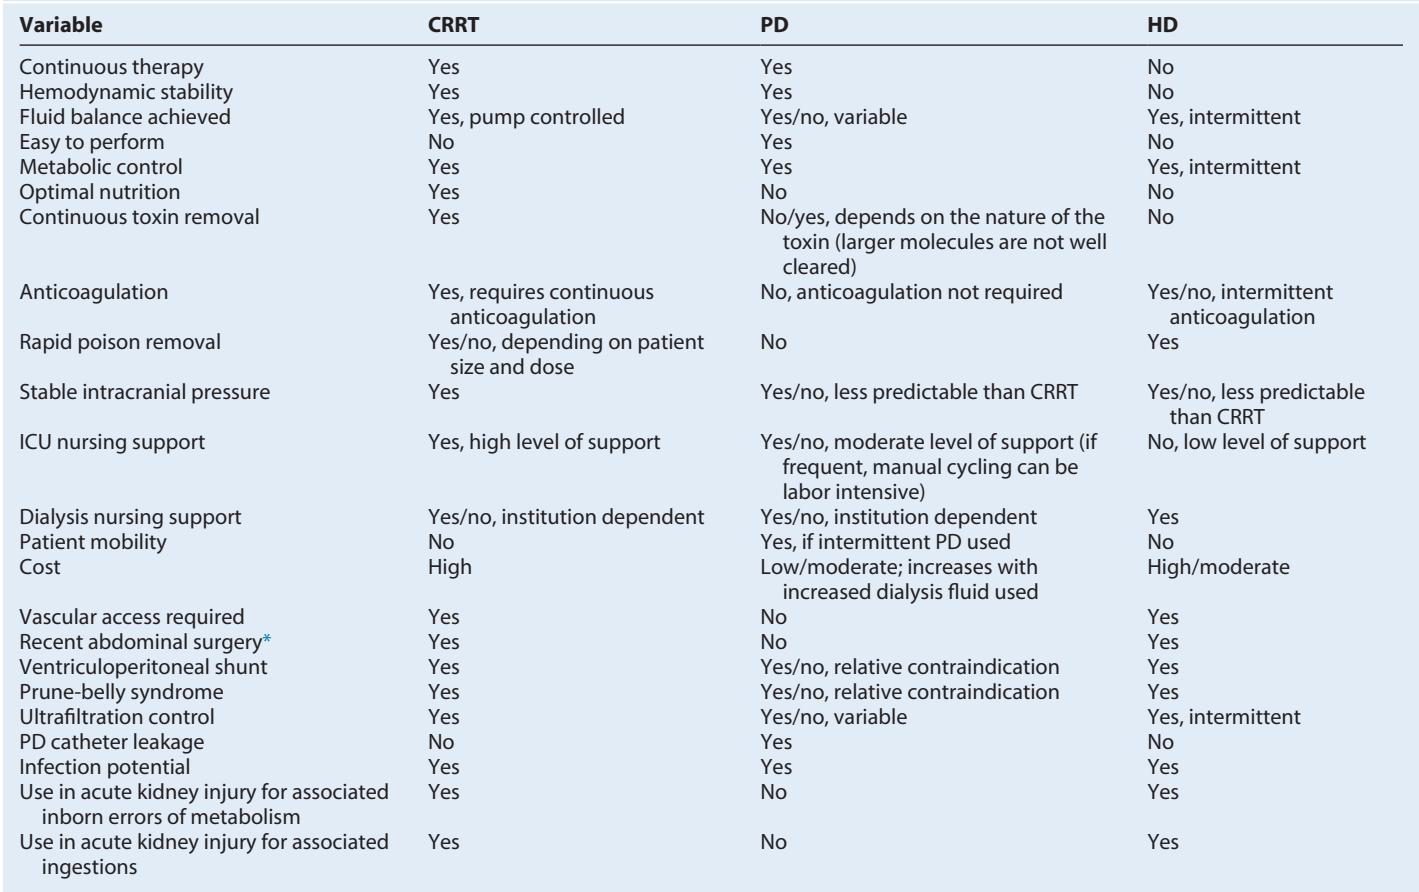 Variable CRRT PD HD
Continuous therapy Yes Yes No
Hemodynamic stability Yes Yes No
Fluid balance achieved Yes, pump controlled Yes/no, variable Yes, intermittent
Easy to perform No Yes No
Metabolic control Yes Yes Yes, intermittent
Optimal nutrition Yes No No
Continuous toxin removal Yes No/yes, depends on the nature of the No
toxin (larger molecules are not well
cleared)
Anticoagulation Yes, requires continuous No, anticoagulation not required Yes/no, intermittent
anticoagulation anticoagulation
Rapid poison removal Yes/no, depending on patient No Yes
size and dose
Stable intracranial pressure Yes Yes/no, less predictable than CRRT Yes/no, less predictable
than CRRT
ICU nursing support Yes, high level of support Yes/no, moderate level of support (if No, low level of support
frequent, manual cycling can be
labor intensive)
Dialysis nursing support Yes/no, institution dependent Yes/no, institution dependent Yes
Patient mobility No Yes, if intermittent PD used No
Cost High Low/moderate; increases with High/moderate
increased dialysis fluid used
Vascular access required Yes No Yes
Recent abdominal surgery* Yes No Yes
Ventriculoperitoneal shunt Yes Yes/no, relative contraindication Yes
Prune-belly syndrome Yes Yes/no, relative contraindication Yes
Ultrafiltration control Yes Yes/no, variable Yes, intermittent
PD catheter leakage No Yes No
Infection potential Yes Yes Yes
Use in acute kidney injury for associated Yes No Yes
inborn errors of metabolism
Use in acute kidney injury for associated Yes No Yes
ingestions